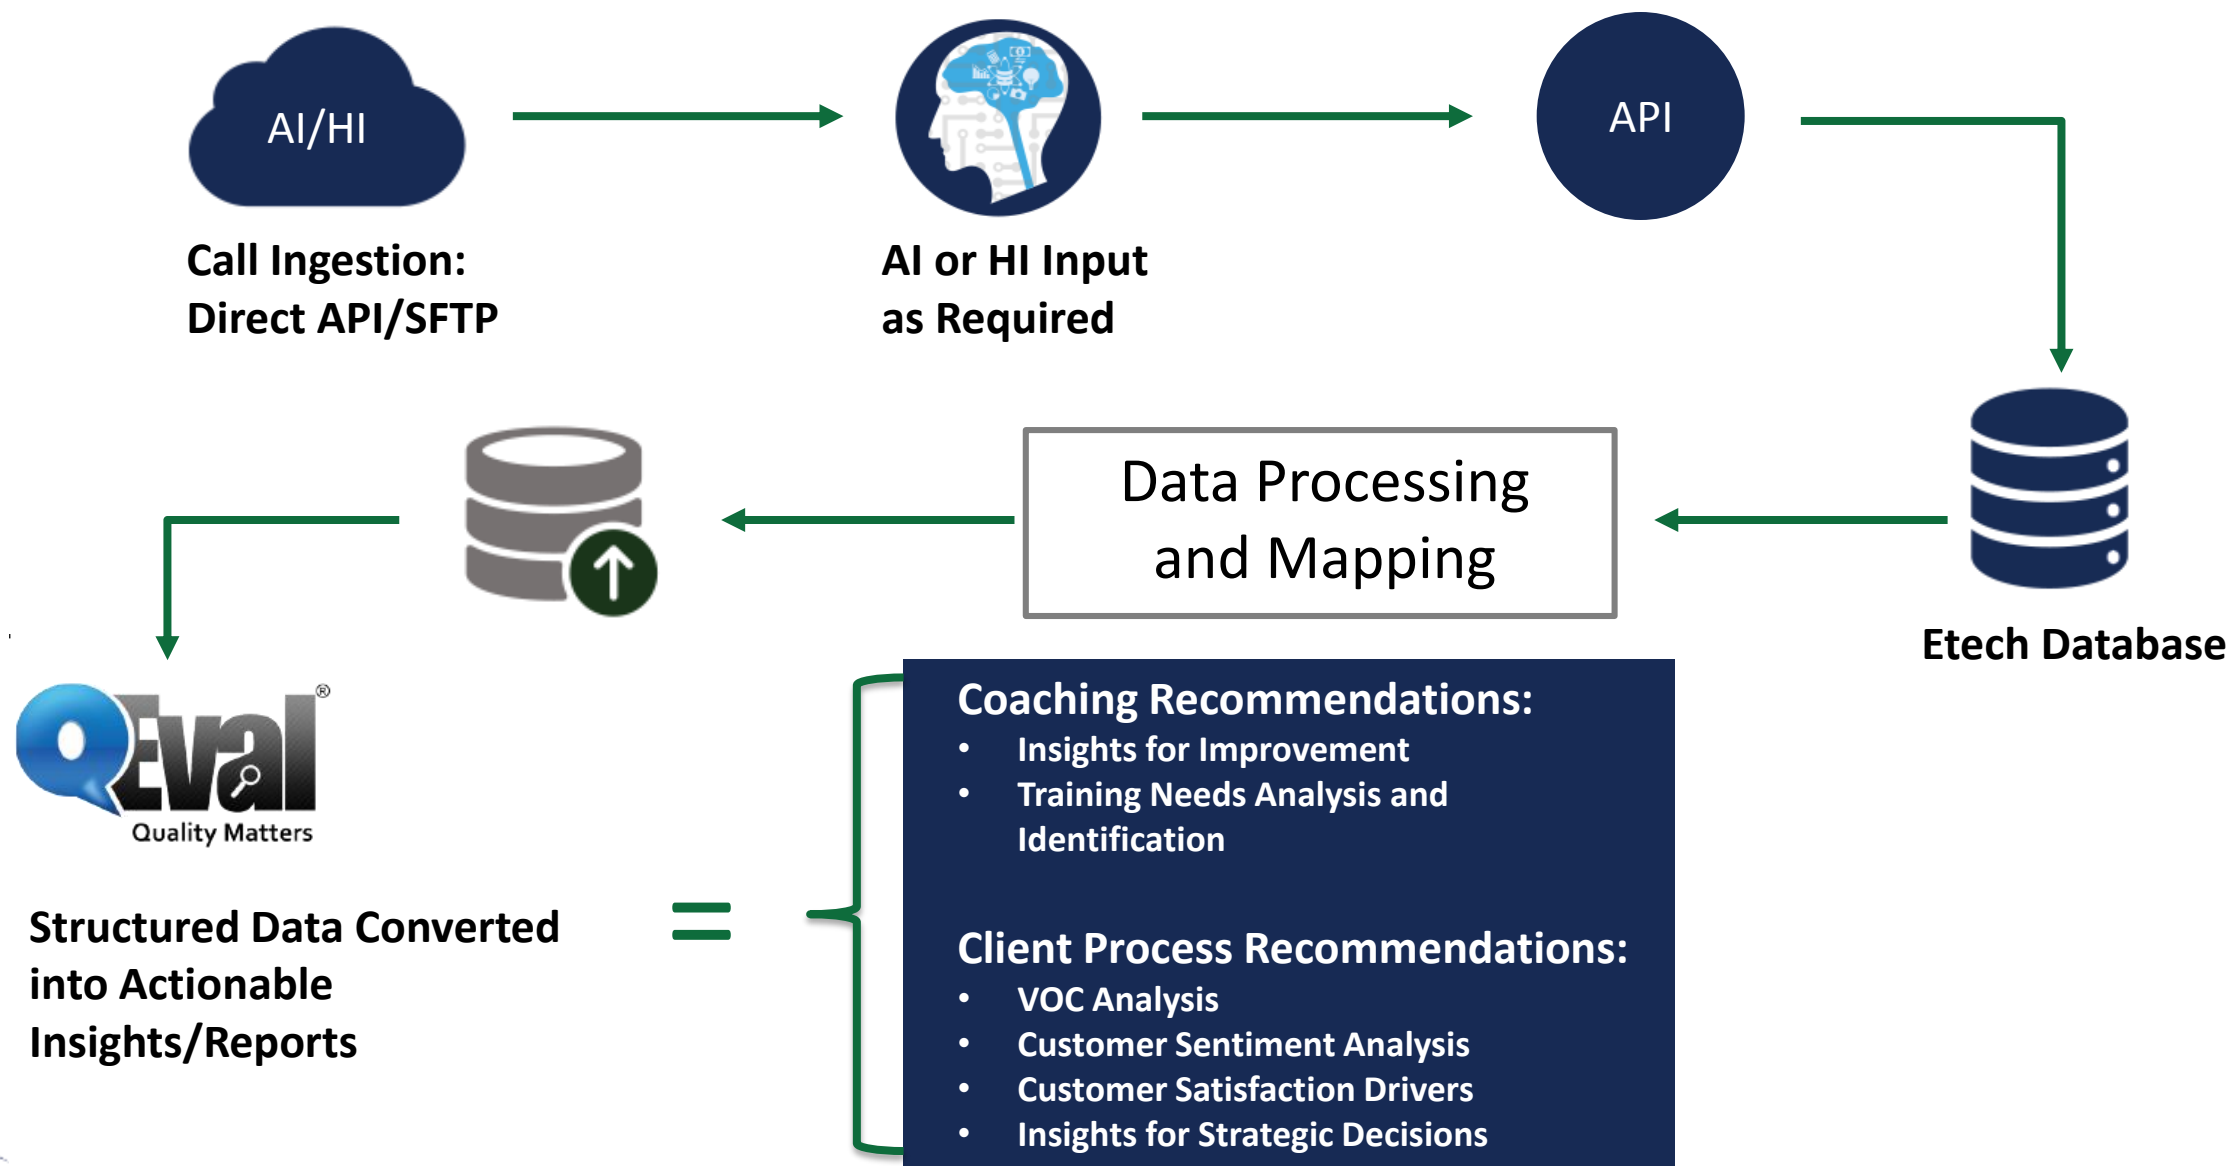 AI/HI
API
Call Ingestion:
Direct API/SFTP
AI or HI Input
as Required
Data Processing
and Mapping
Etech Database
QEval®
Quality Matters
Structured Data Converted
into Actionable
Insights/Reports
=
Coaching Recommendations:
• Insights for Improvement
• Training Needs Analysis and
Identification
Client Process Recommendations:
• VOC Analysis
• Customer Sentiment Analysis
• Customer Satisfaction Drivers
• Insights for Strategic Decisions